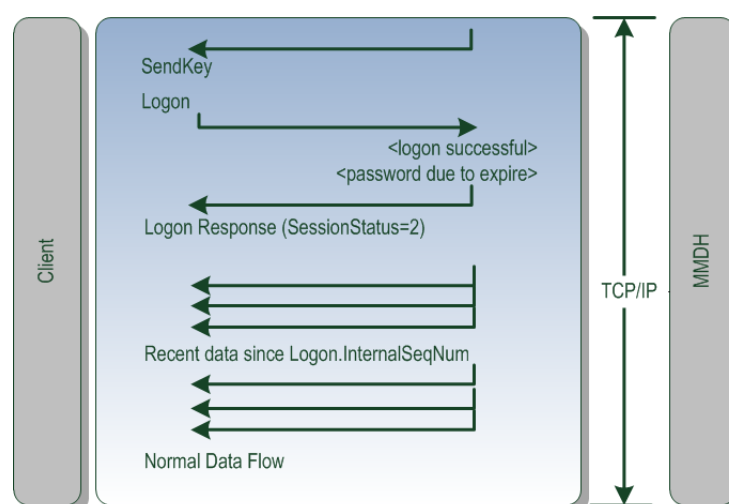 SendKey
Logon
<logon successful>
<password due to expire>
Logon Response (SessionStatus=2)
Recent data since Logon.InternalSeqNum
Normal Data Flow
Client
TCP/IP
MMDH